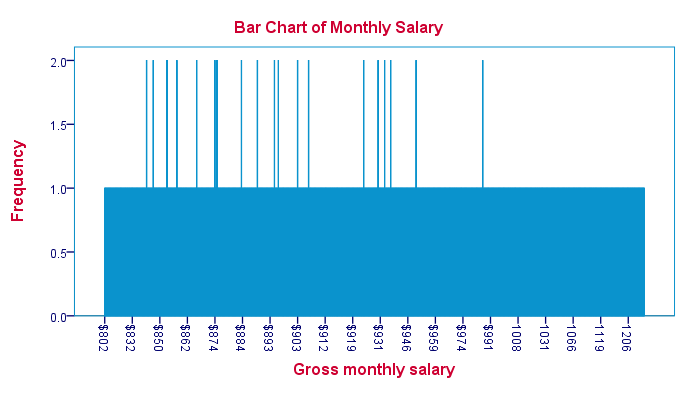 Bar Chart of Monthly Salary
Frequency
2.0
1.5
1.0
0.5
0.0
$802 $832 $850 $862 $874 $884 $893 $903 $912 $919 $931 $946 $959 $974 $991 1008 1031 1066 1119 1206
Gross monthly salary